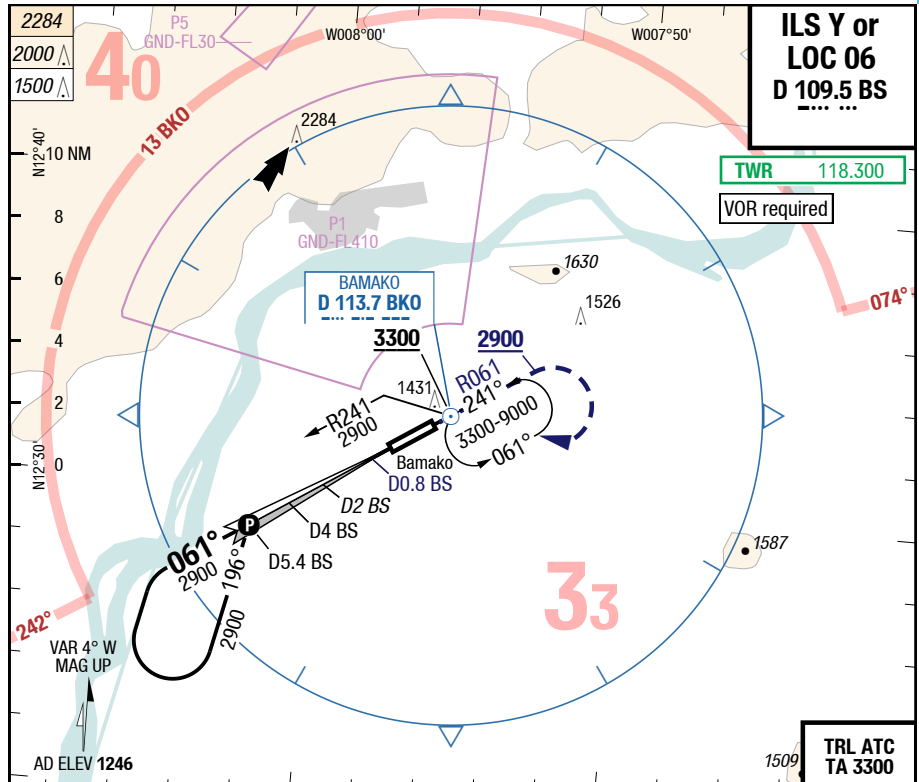 2284
2000
1500
P5
GND-FL30
W008°00'
W007°50'
ILS Y or
LOC 06
D 109.5 BS
40
13 BKO
2284
N12°40'
10 NM
TWR 118.300
VOR required
8
P1
GND-FL410
6
1630
074°
BAMAKO
D 113.7 BKO
1526
4
3300
2900
R061
1431
241°
2
R241
2900
3300-9000
061°
N12°30'
0
Bamako
D0.8 BS
D2 BS
D4 BS
P
D5.4 BS
061°
2900
196°
2900
1587
33
242°
VAR 4° W
MAG UP
AD ELEV 1246
1509
TRL ATC
TA 3300